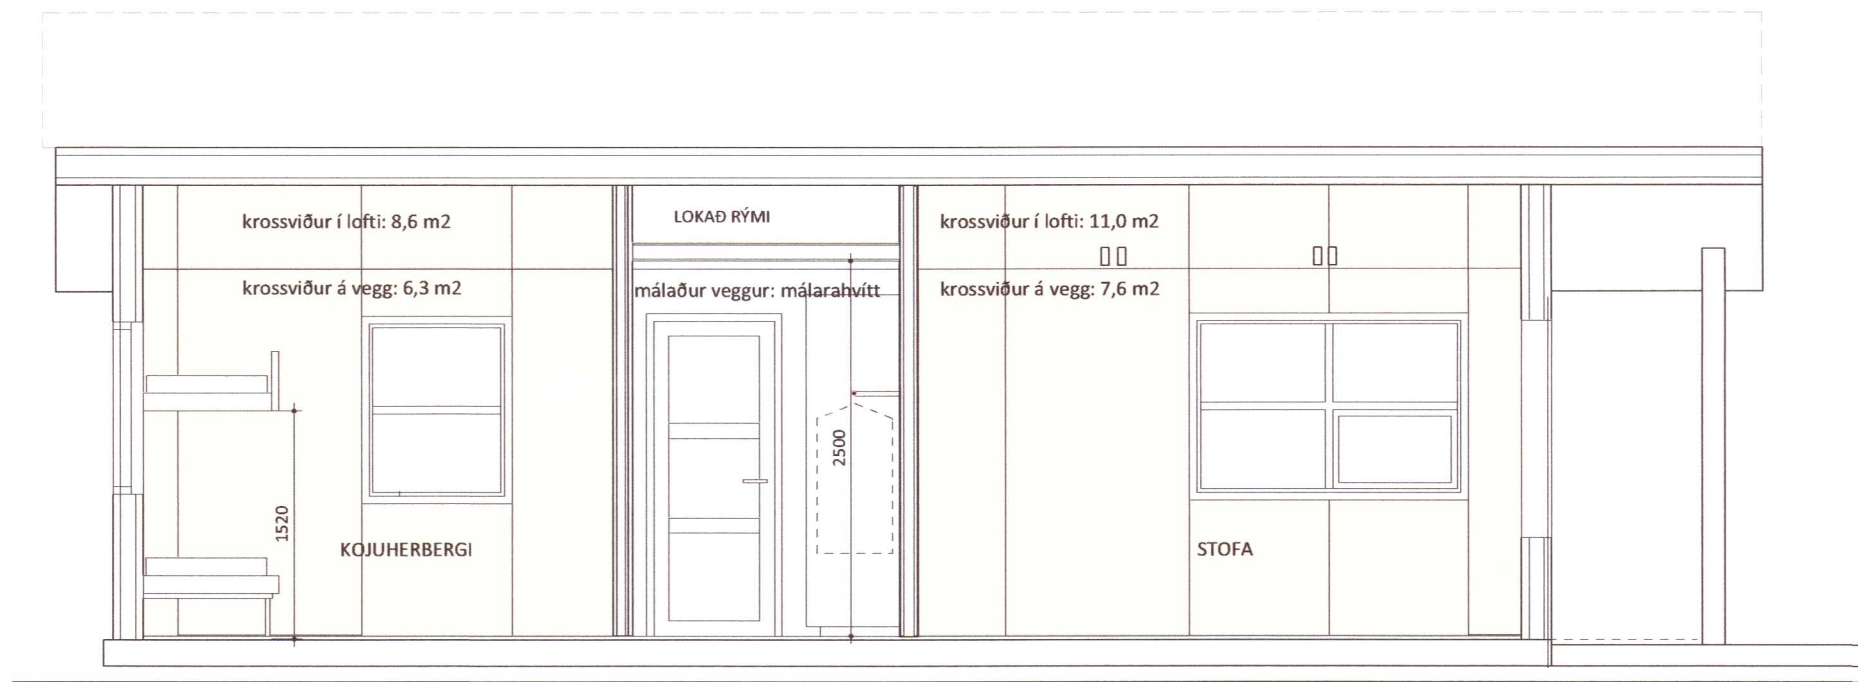 krossviður í lofti: 8,6 m2
LOKAÐ RÝMI
krossviður í lofti: 11,0 m2
krossviður á vegg: 6,3 m2
málaður veggur: málarahvítt
krossviður á vegg: 7,6 m2
2500
1520
KOJUHERBERGI
STOFA